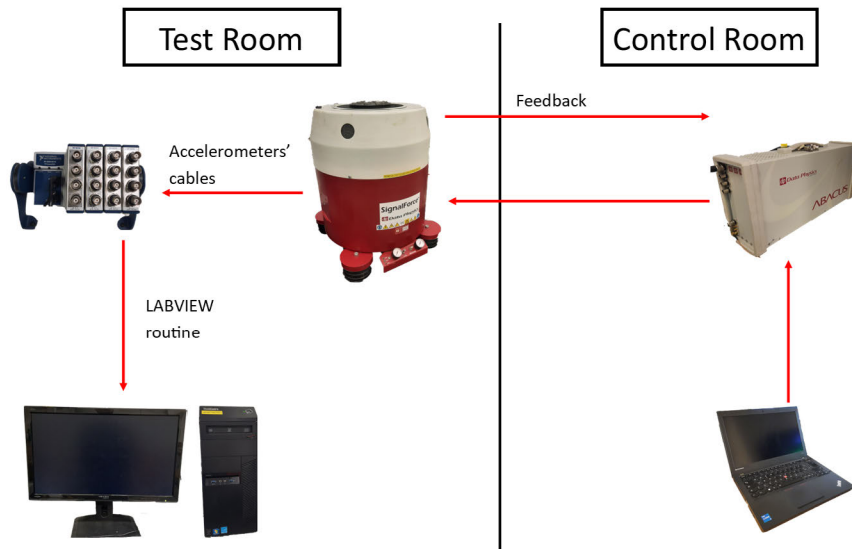 Test Room
Control Room
Feedback
Accelerometers’
cables
SignalForce
Data Physics
ABACUS
LABVIEW
routine